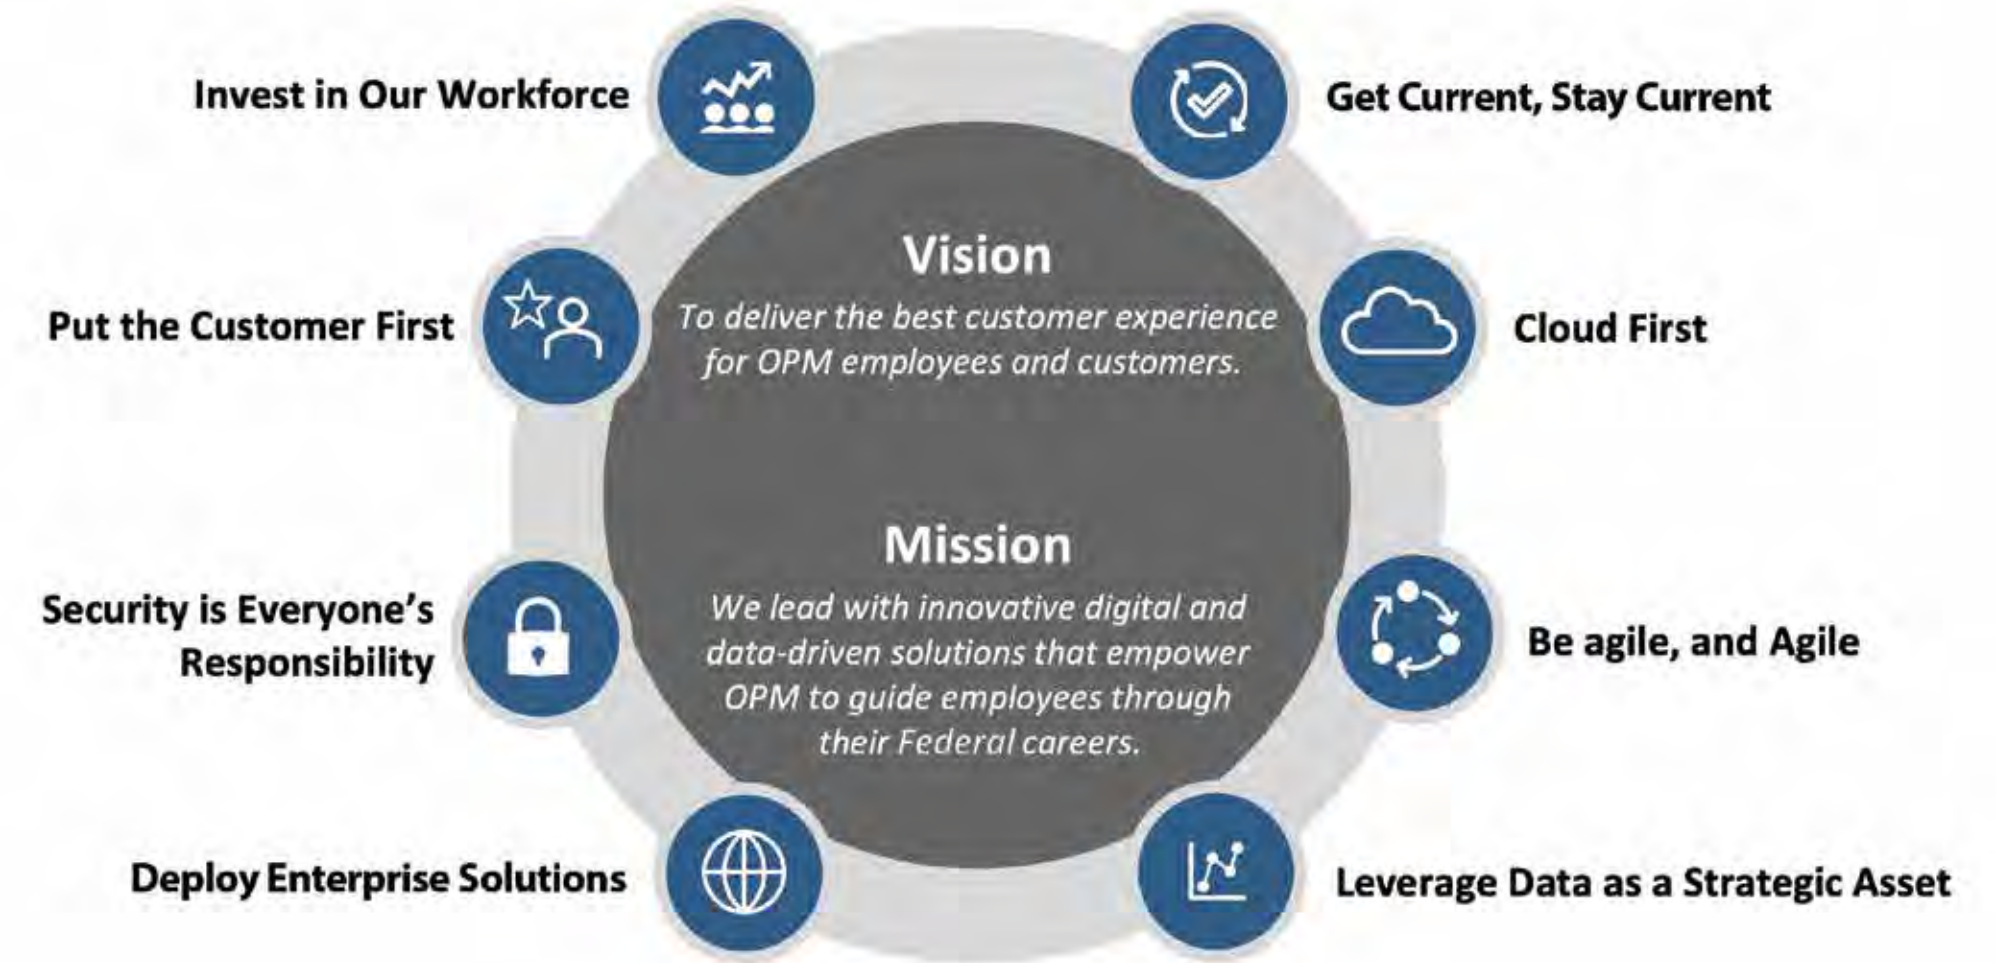 Invest in Our Workforce
Get Current, Stay Current
Vision
To deliver the best customer experience
for OPM employees and customers.
Put the Customer First
Cloud First
Mission
We lead with innovative digital and
data-driven solutions that empower
OPM to guide employees through
their Federal careers.
Security is Everyone's
Responsibility
Be agile, and Agile
Deploy Enterprise Solutions
Leverage Data as a Strategic Asset